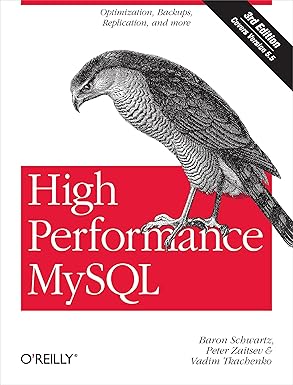 Optimization, Backups,
Replication, and more
3rd Edition
Covers Version 5.5
High
Performance
MySQL
O'REILLY®
Baron Schwartz,
Peter Zaitsev &
Vadim Tkachenko